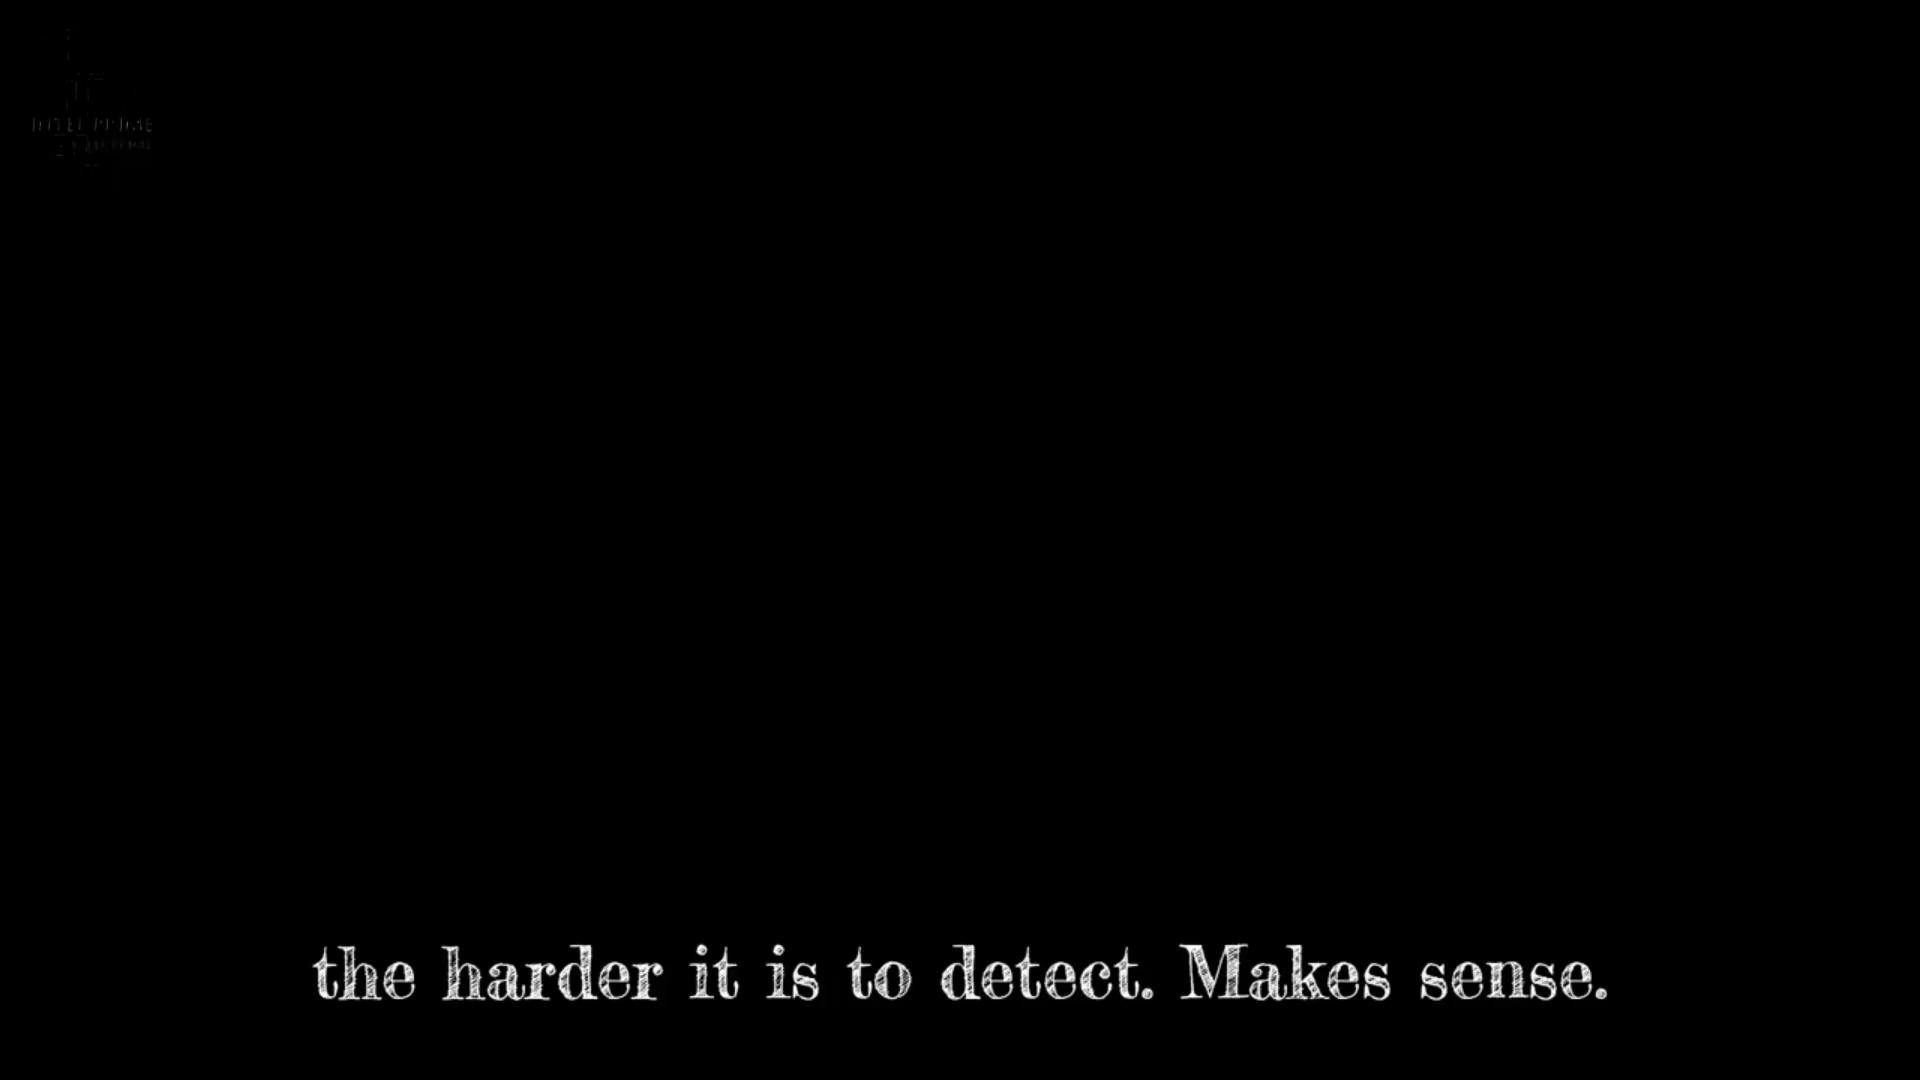 the harder it is to detect. Makes sense.